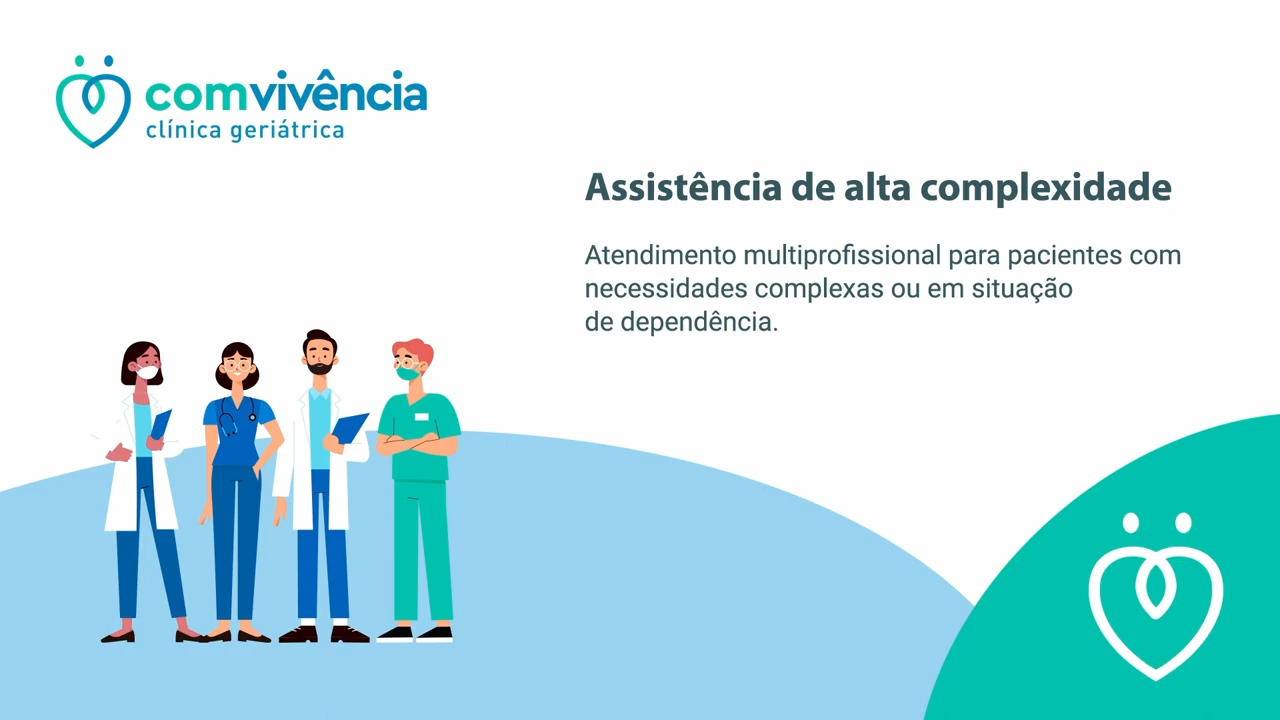 comvivência
clínica geriátrica
Assistência de alta complexidade
Atendimento multiprofissional para pacientes com
necessidades complexas ou em situação
de dependência.